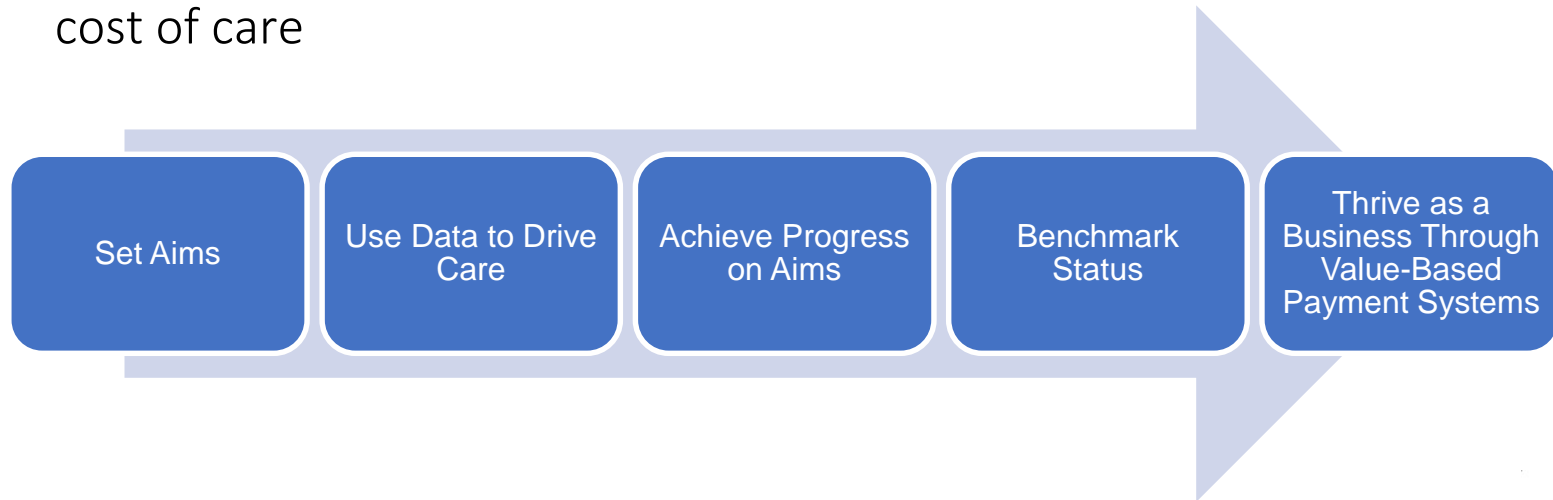 cost of care
Set Aims
Use Data to Drive
Care
Achieve Progress
on Aims
Benchmark
Status
Thrive as a
Business Through
Value-Based
Payment Systems